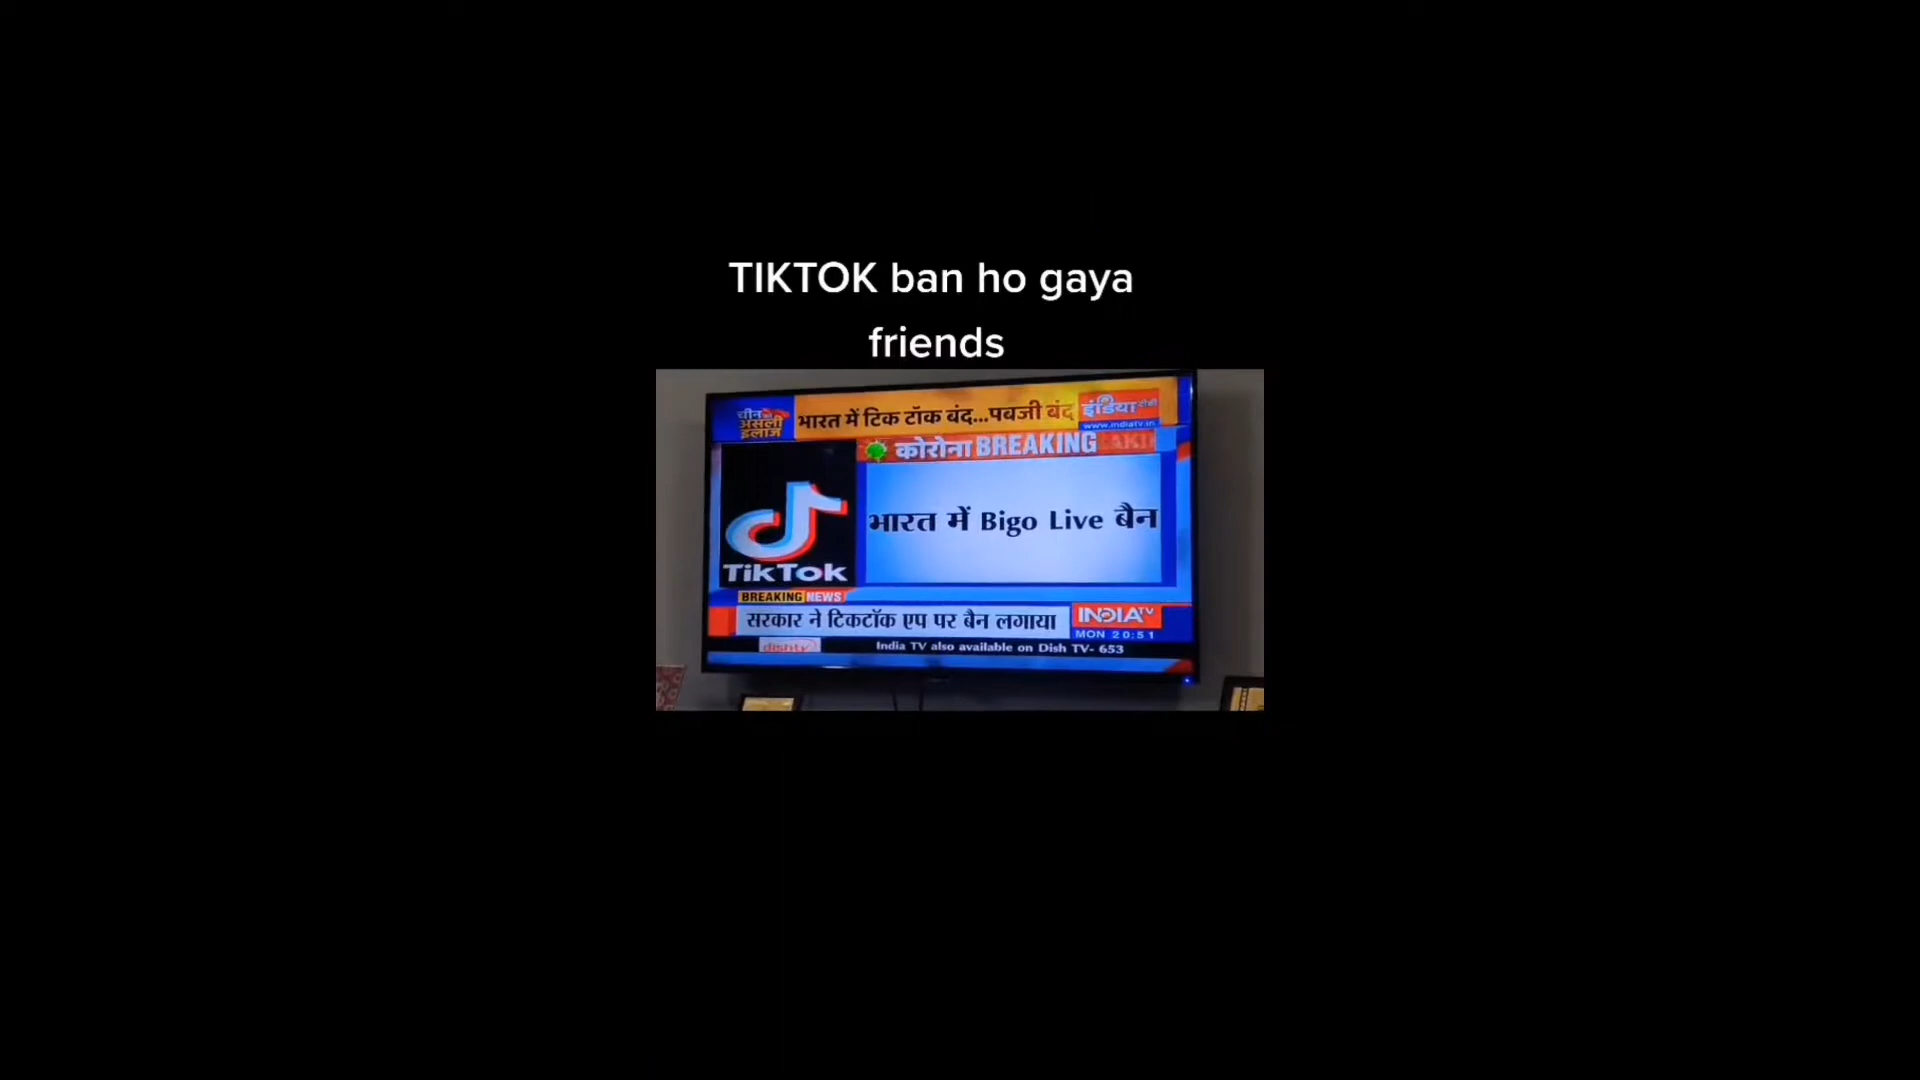 TIKTOK ban ho gaya
friends
चीन का
असली
इलाज
भारत में टिक टॉक बंद...पबजी बंद
इंडिया टीवी
www.indiatv.in
कोरोना BREAKING
भारत में Bigo Live बैन
TikTok
BREAKING NEWS
सरकार ने टिकटॉक एप पर बैन लगाया
INDIA TV
MON 20:51
dishtv
India TV also available on Dish TV- 653